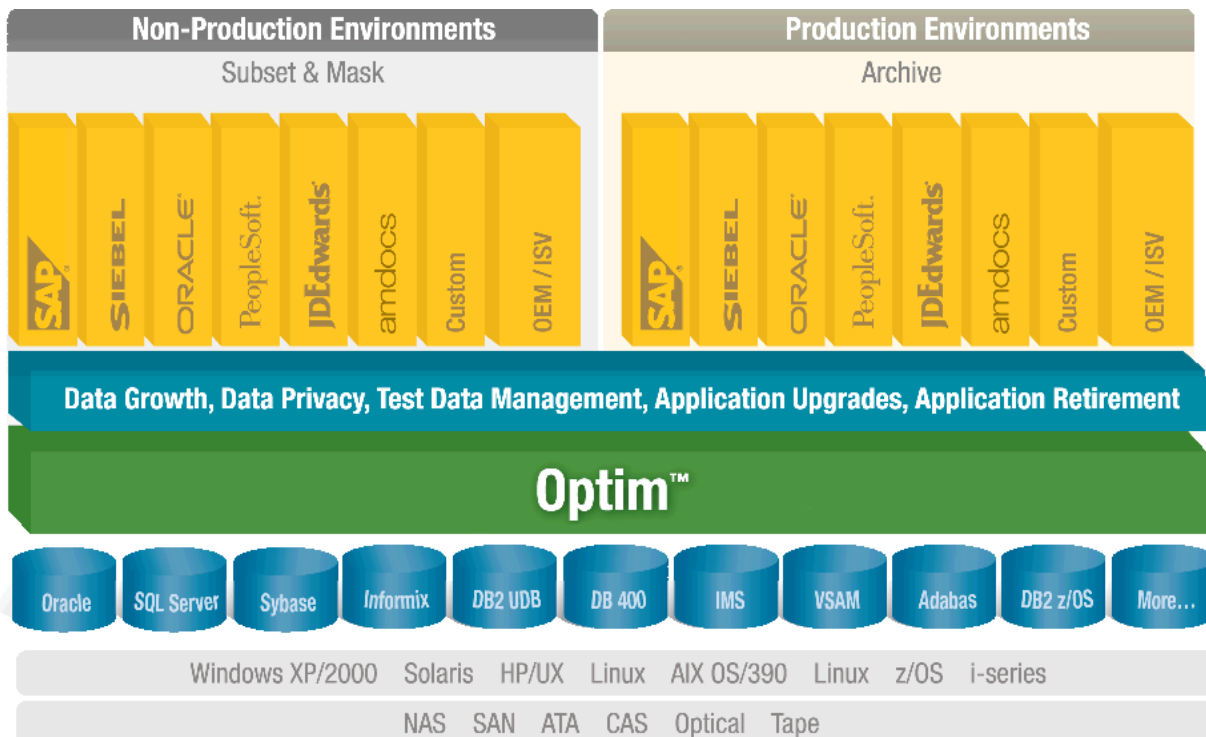 Non-Production Environments
Subset & Mask
SAP
SIEBEL
ORACLE
PeopleSoft.
JDEdwards
amdocs
Custom
OEM / ISV
Production Environments
Archive
SAP
SIEBEL
ORACLE
PeopleSoft.
JDEdwards
amdocs
Custom
OEM / ISV
Data Growth, Data Privacy, Test Data Management, Application Upgrades, Application Retirement
Optim™
Oracle
SQL Server
Sybase
Informix
DB2 UDB
DB 400
IMS
VSAM
Adabas
DB2 z/OS
More...
Windows XP/2000 Solaris HP/UX Linux AIX OS/390 Linux z/OS i-series
NAS SAN ATA CAS Optical Tape